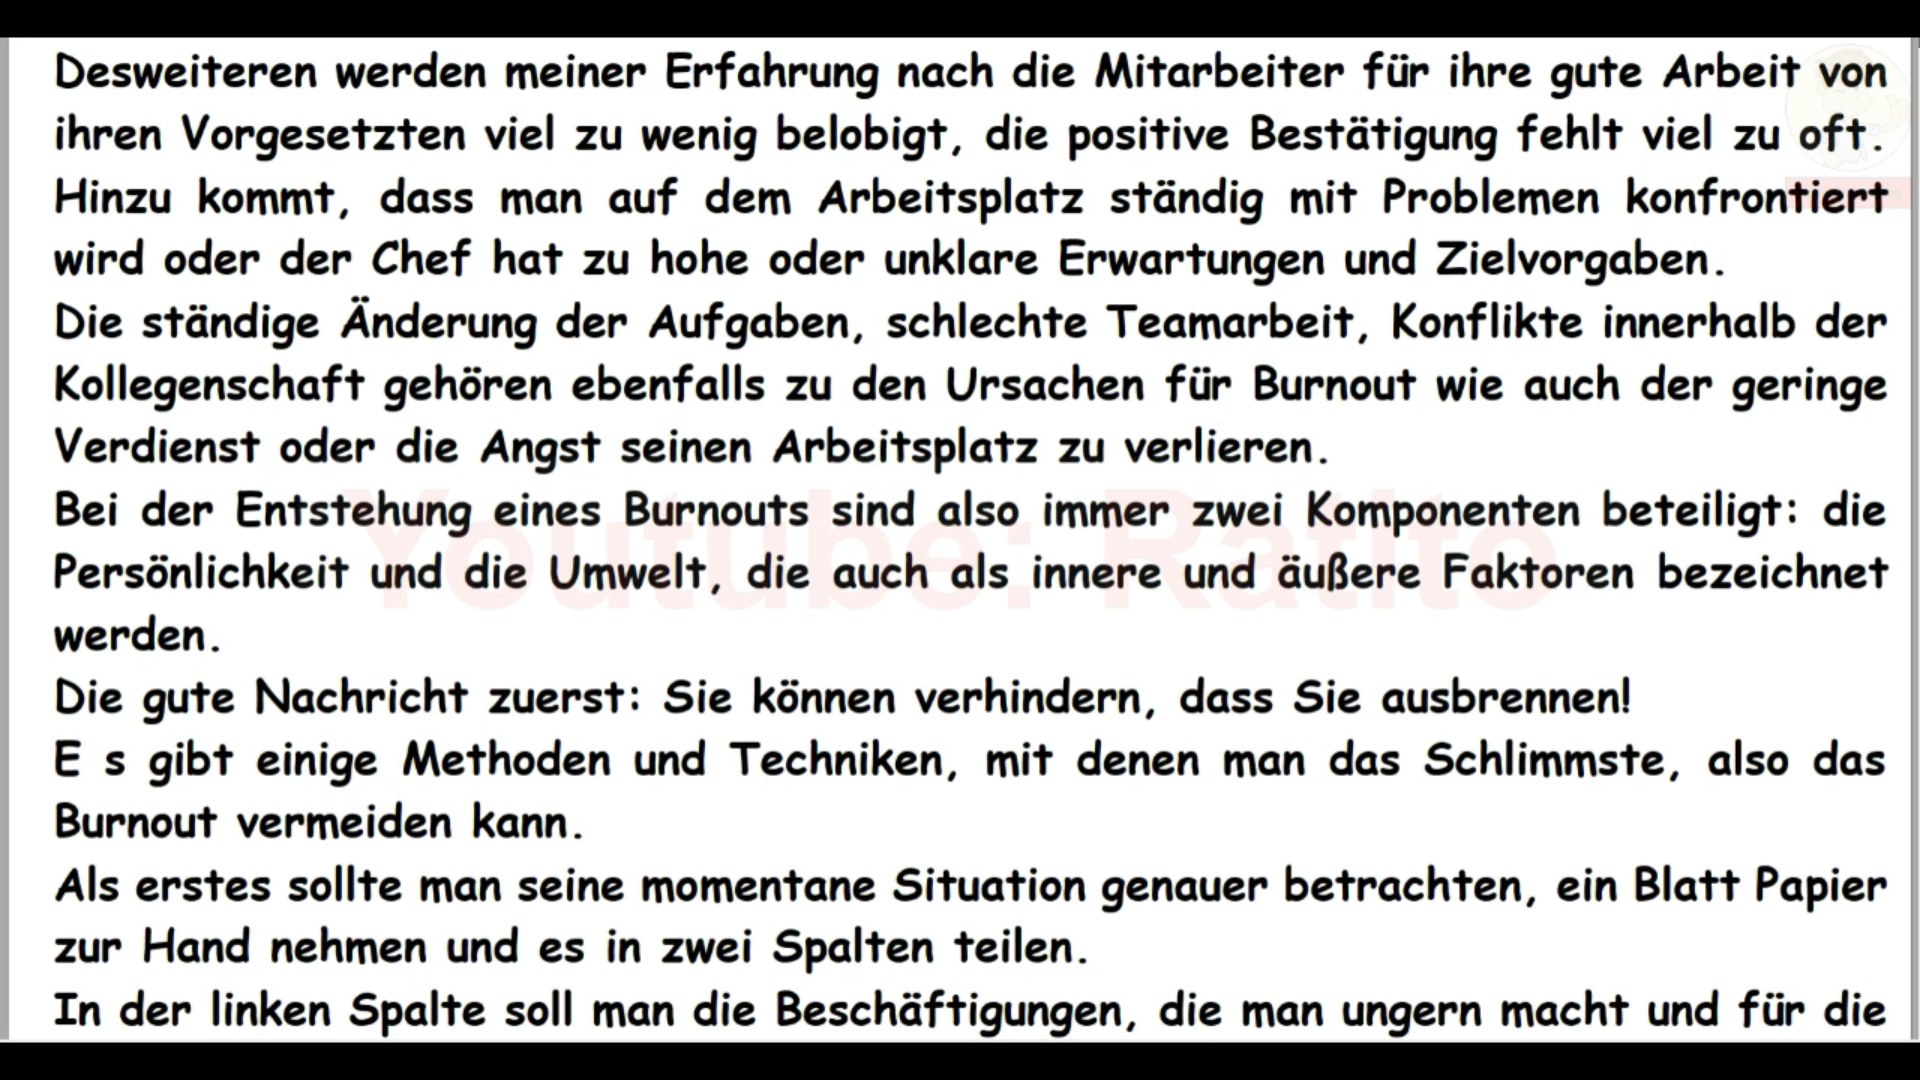 Desweiteren werden meiner Erfahrung nach die Mitarbeiter für ihre gute Arbeit von
ihren Vorgesetzten viel zu wenig belobigt, die positive Bestätigung fehlt viel zu oft.
Hinzu kommt, dass man auf dem Arbeitsplatz ständig mit Problemen konfrontiert
wird oder der Chef hat zu hohe oder unklare Erwartungen und Zielvorgaben.
Die ständige Änderung der Aufgaben, schlechte Teamarbeit, Konflikte innerhalb der
Kollegenschaft gehören ebenfalls zu den Ursachen für Burnout wie auch der geringe
Verdienst oder die Angst seinen Arbeitsplatz zu verlieren.
Bei der Entstehung eines Burnouts sind also immer zwei Komponenten beteiligt: die
Youtube: Ratito
Persönlichkeit und die Umwelt, die auch als innere und äußere Faktoren bezeichnet
werden.
Die gute Nachricht zuerst: Sie können verhindern, dass Sie ausbrennen!
E s gibt einige Methoden und Techniken, mit denen man das Schlimmste, also das
Burnout vermeiden kann.
Als erstes sollte man seine momentane Situation genauer betrachten, ein Blatt Papier
zur Hand nehmen und es in zwei Spalten teilen.
In der linken Spalte soll man die Beschäftigungen, die man ungern macht und für die